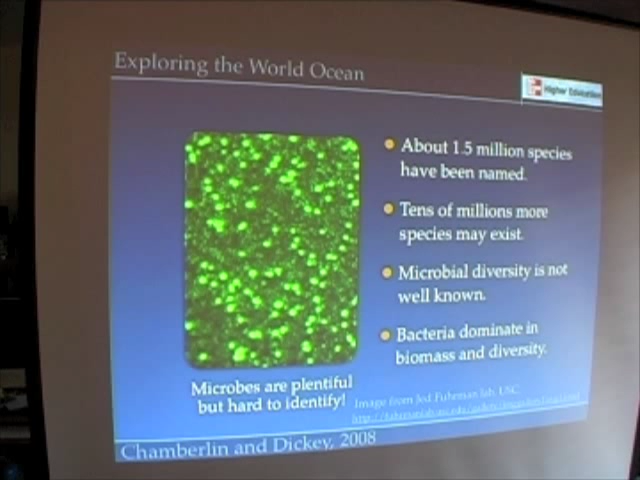 Exploring the World Ocean
Higher Education
About 1.5 million species
have been named.
Tens of millions more
species may exist.
Microbial diversity is not
well known.
Bacteria dominate in
biomass and diversity.
Microbes are plentiful
but hard to identify!
Image from Jed Fuhrman lab, USC
Chamberlin and Dickey, 2008